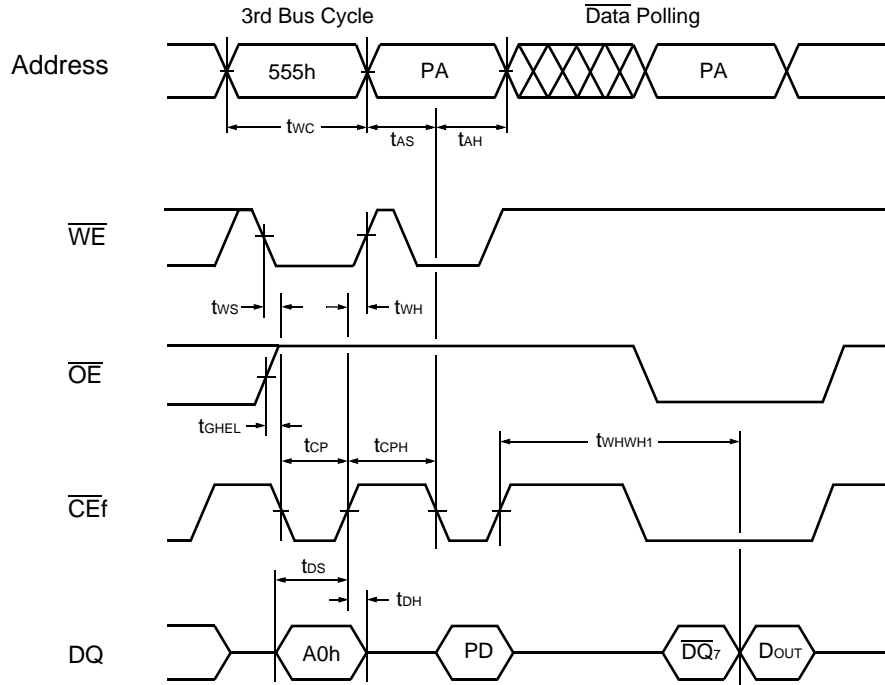 3rd Bus Cycle
Data Polling
Address
555h
PA
PA
tWC
tAS
tAH
WE
tWS
tWH
OE
tGHEL
tCP
tCPH
tWHWH1
CEf
tDS
tDH
DQ
A0h
PD
DQ7
DOUT